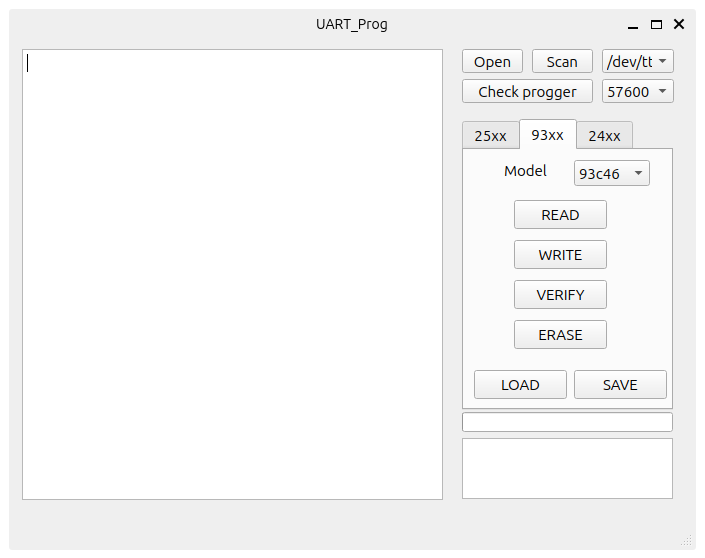 UART_Prog
Open Scan /dev/tt
Check progger 57600
25xx 93xx 24xx
Model 93c46
READ
WRITE
VERIFY
ERASE
LOAD SAVE